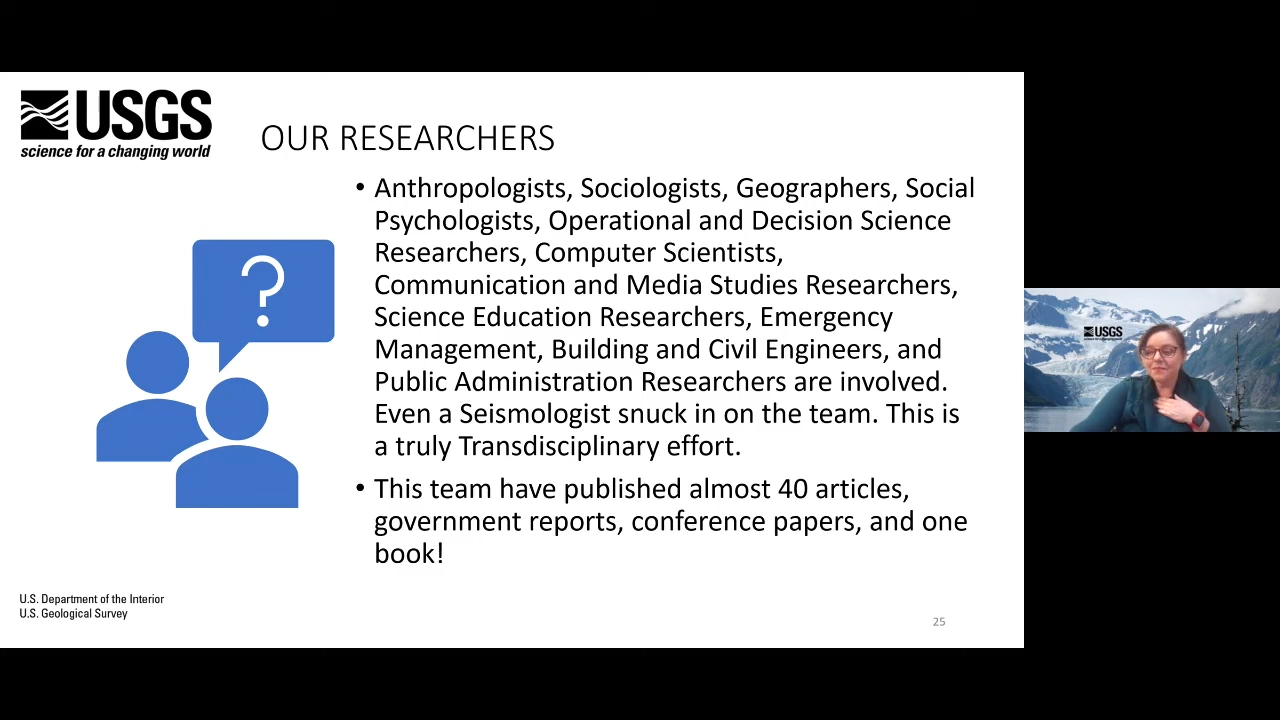 USGS
science for a changing world
OUR RESEARCHERS
• Anthropologists, Sociologists, Geographers, Social
Psychologists, Operational and Decision Science
Researchers, Computer Scientists,
Communication and Media Studies Researchers,
Science Education Researchers, Emergency
Management, Building and Civil Engineers, and
Public Administration Researchers are involved.
Even a Seismologist snuck in on the team. This is
a truly Transdisciplinary effort.
• This team have published almost 40 articles,
government reports, conference papers, and one
book!
?
U.S. Department of the Interior
U.S. Geological Survey
25
USGS